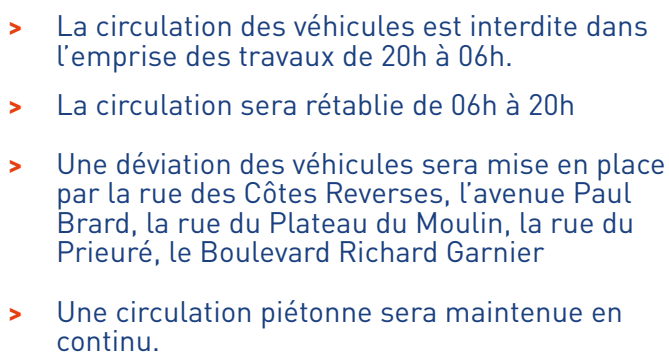 > La circulation des véhicules est interdite dans
l’emprise des travaux de 20h à 06h.
> La circulation sera rétablie de 06h à 20h
> Une déviation des véhicules sera mise en place
par la rue des Côtes Reverses, l’avenue Paul
Brard, la rue du Plateau du Moulin, la rue du
Prieuré, le Boulevard Richard Garnier
> Une circulation piétonne sera maintenue en
continu.